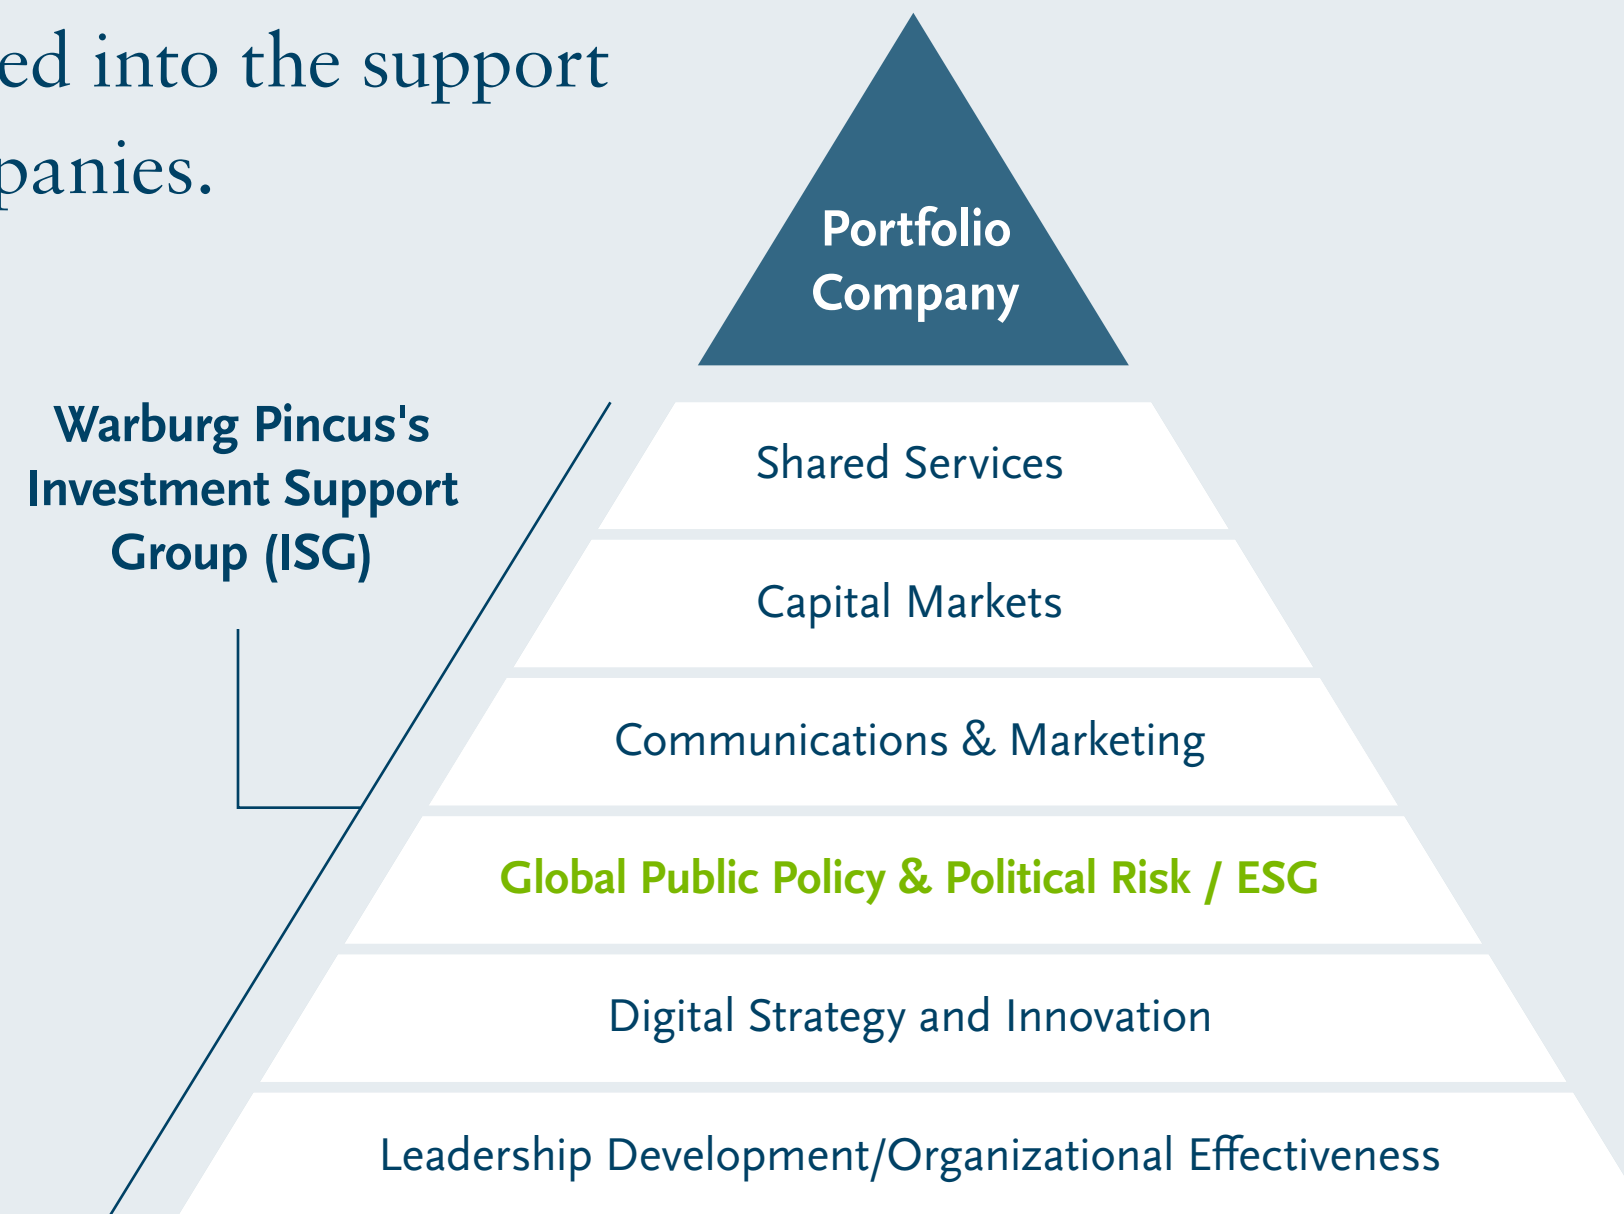 ed into the support
panies.
Portfolio
Company
Warburg Pincus's
Investment Support
Group (ISG)
Shared Services
Capital Markets
Communications & Marketing
Global Public Policy & Political Risk / ESG
Digital Strategy and Innovation
Leadership Development/Organizational Effectiveness